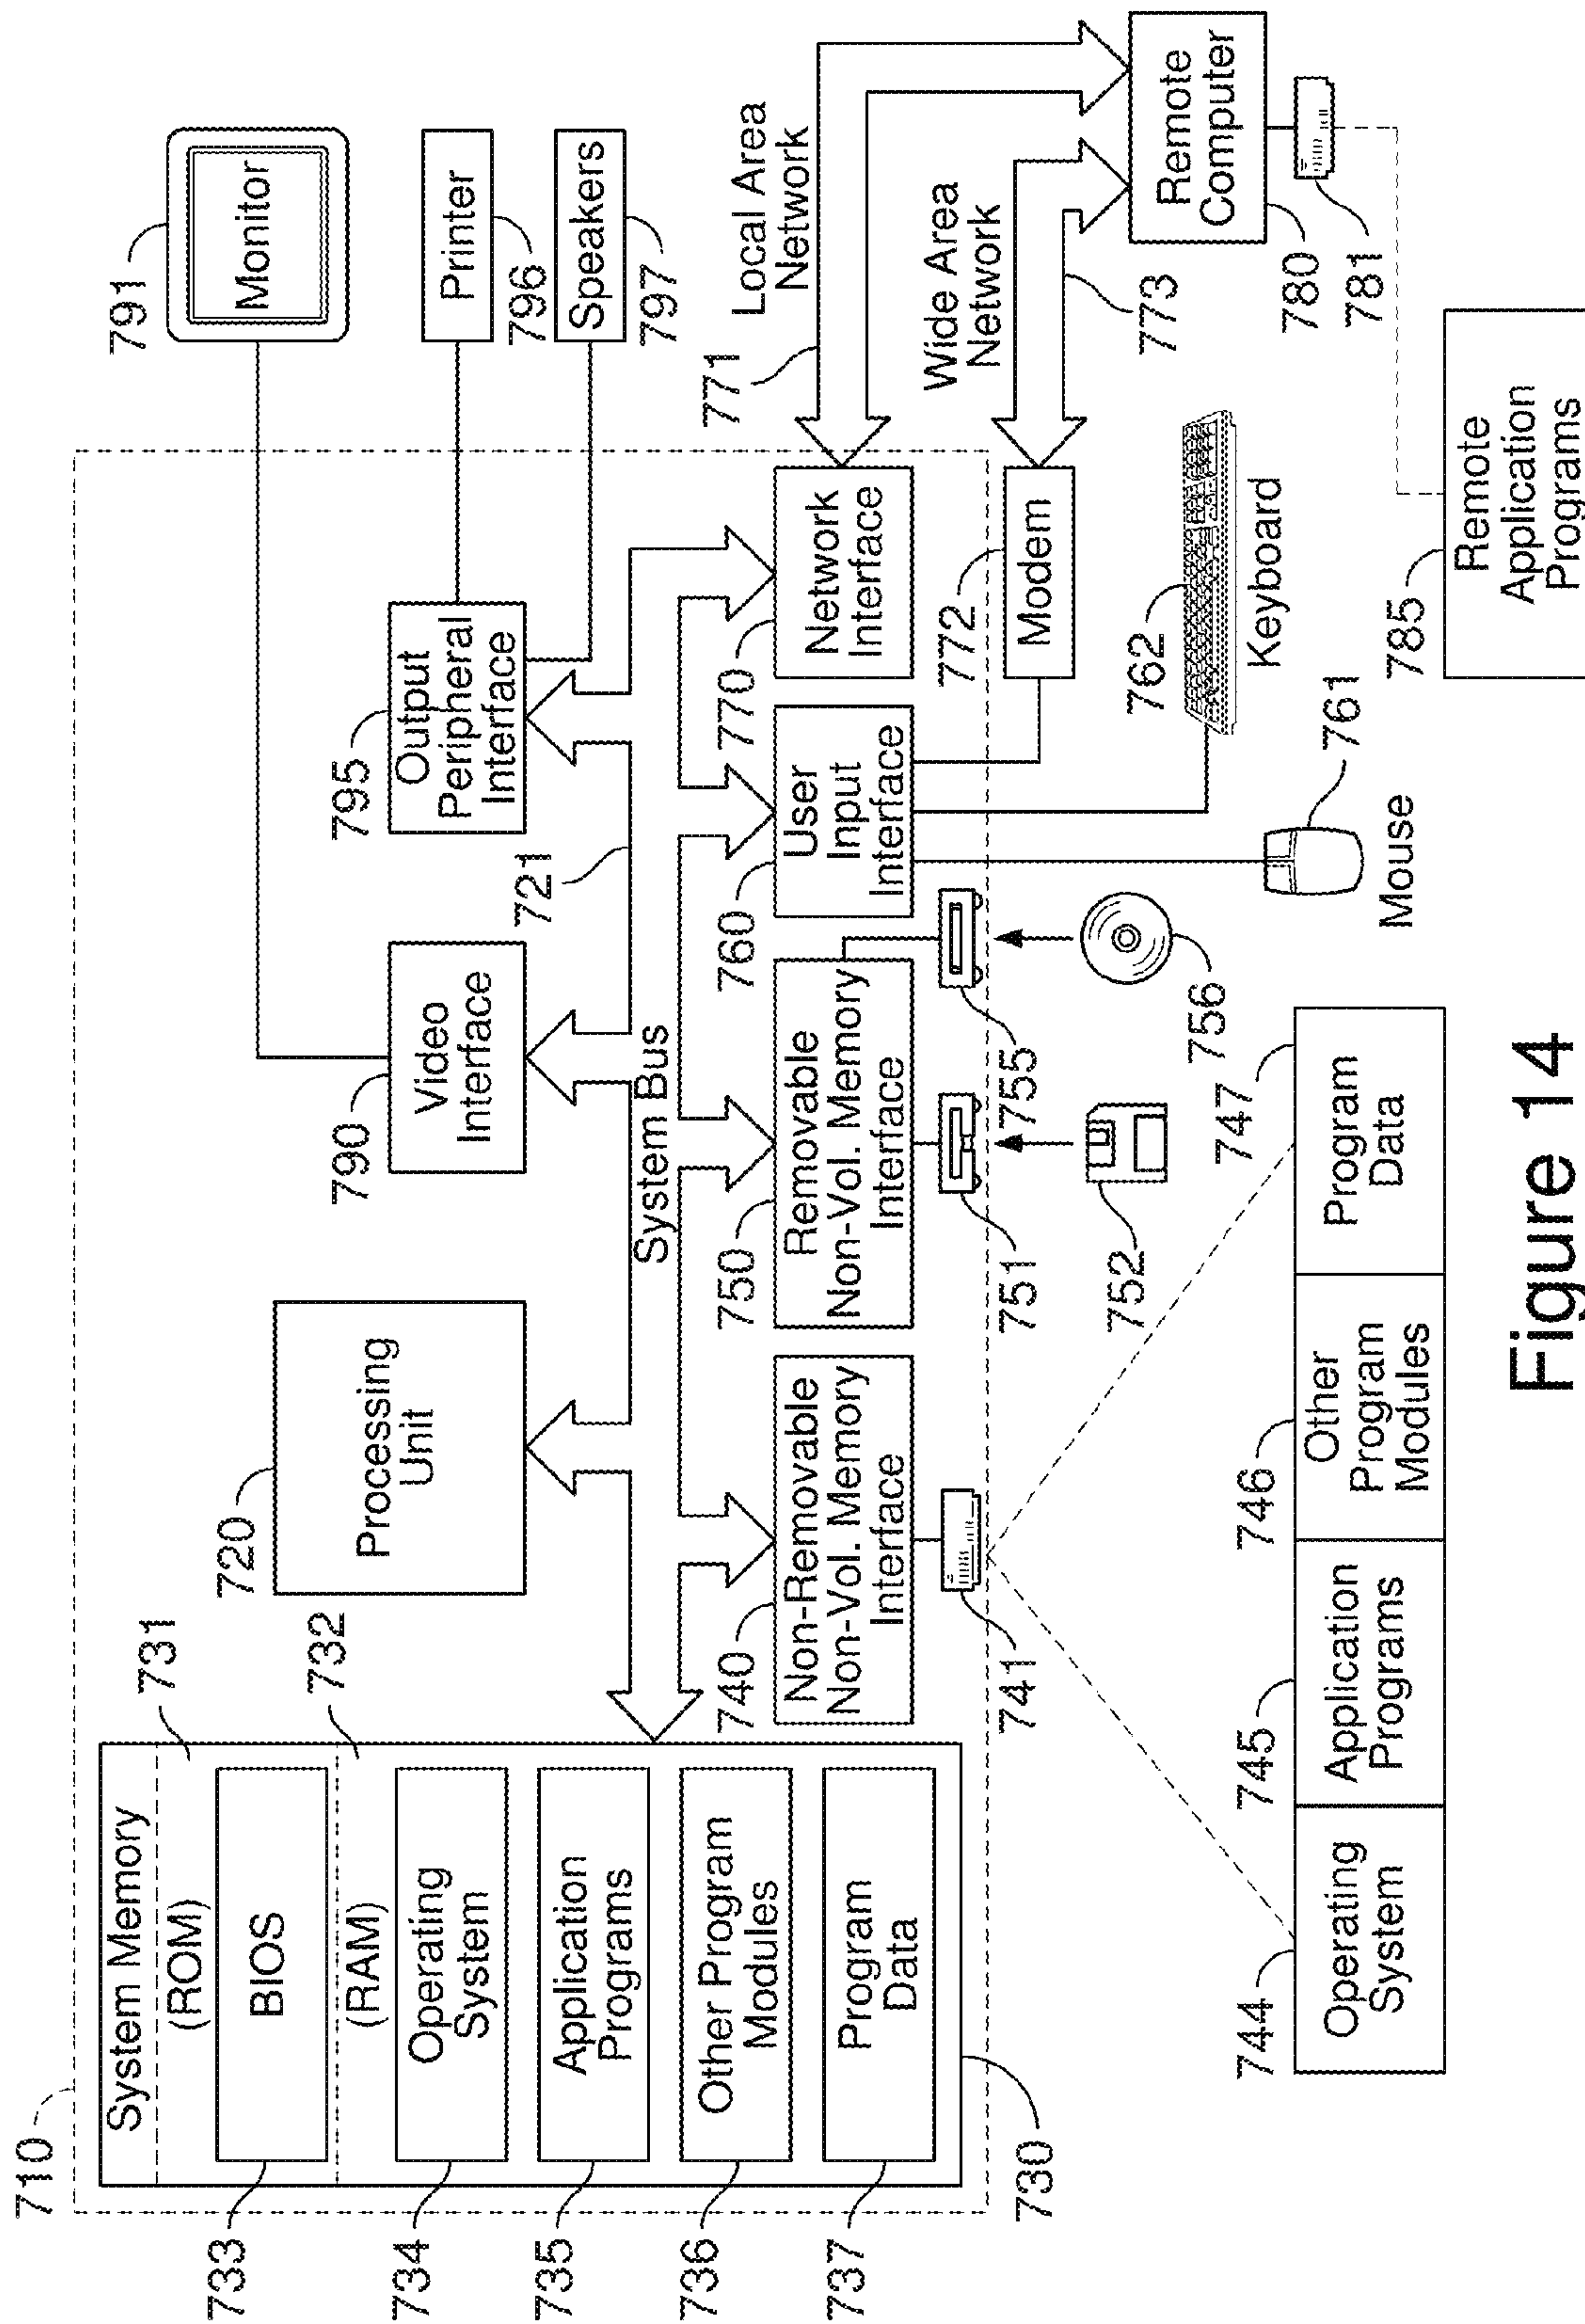 710
791
Monitor
System Memory
731
(ROM)
733
BIOS
732
(RAM)
734
Operating
System
735
Application
Programs
736
Other Program
Modules
737
Program
Data
730
720
Processing
Unit
790
Video
Interface
795
Output
Peripheral
Interface
721
System Bus
Printer
796
Speakers
797
740
Non-Removable
Non-Vol. Memory
Interface
741
750
Removable
Non-Vol. Memory
Interface
751
755
752
756
760
User
Input
Interface
770
Network
Interface
771
Local Area
Network
772
Modem
Wide Area
Network
773
Remote
Computer
780
781
762
Keyboard
761
Mouse
744
Operating
System
745
Application
Programs
746
Other
Program
Modules
747
Program
Data
785
Remote
Application
Programs
Figure 14